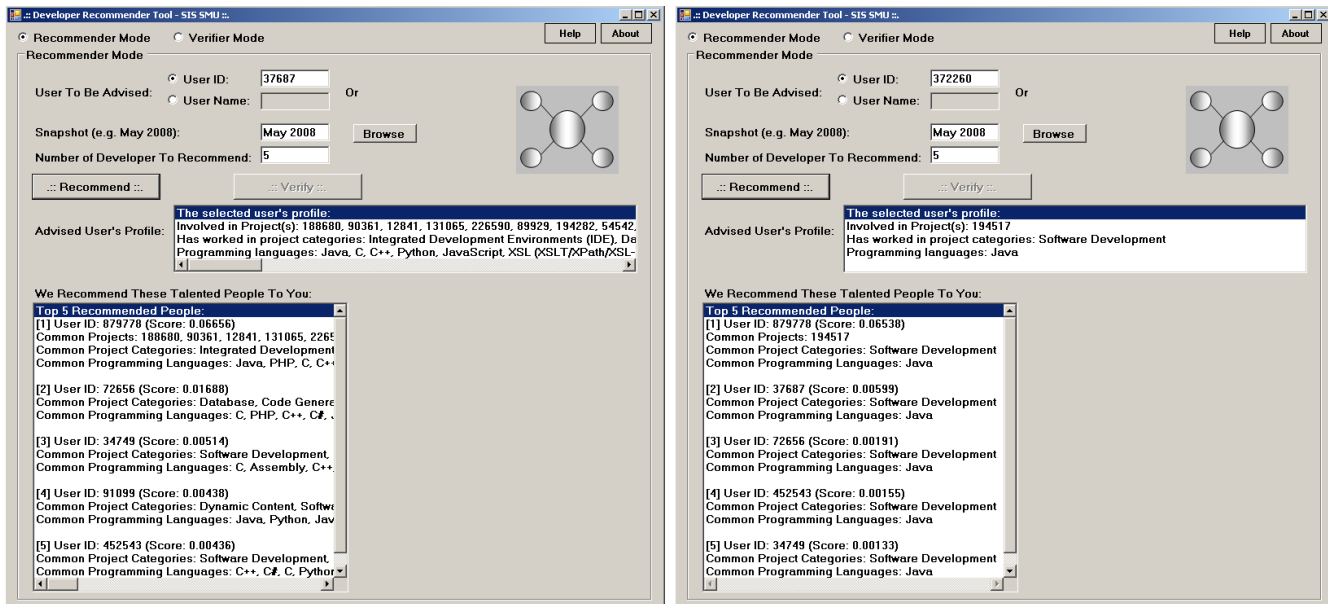 .:: Developer Recommender Tool - SIS SMU ::.
Recommender Mode
Verifier Mode
Help
About
Recommender Mode
User To Be Advised:
User ID:
37687
Or
User Name:
Snapshot (e.g. May 2008):
May 2008
Browse
Number of Developer To Recommend:
5
.:: Recommend ::.
.:: Verify ::.
Advised User's Profile:
The selected user's profile:
Involved in Project(s): 188680, 90361, 12841, 131065, 226590, 89929, 194282, 54542,
Has worked in project categories: Integrated Development Environments (IDE), Da
Programming languages: Java, C, C++, Python, JavaScript, XSL (XSLT/XPath/XSL-
We Recommend These Talented People To You:
Top 5 Recommended People:
[1] User ID: 879778 (Score: 0.06656)
Common Projects: 188680, 90361, 12841, 131065, 2265
Common Project Categories: Integrated Development
Common Programming Languages: Java, PHP, C, C++
[2] User ID: 72656 (Score: 0.01688)
Common Project Categories: Database, Code Genera
Common Programming Languages: C, PHP, C++, C#, J
[3] User ID: 34749 (Score: 0.00514)
Common Project Categories: Software Development,
Common Programming Languages: C, Assembly, C++,
[4] User ID: 91099 (Score: 0.00438)
Common Project Categories: Dynamic Content, Softwa
Common Programming Languages: Java, Python, Jav
[5] User ID: 452543 (Score: 0.00436)
Common Project Categories: Software Development,
Common Programming Languages: C++, C#, C, Python
.:: Developer Recommender Tool - SIS SMU ::.
Recommender Mode
Verifier Mode
Help
About
Recommender Mode
User To Be Advised:
User ID:
372260
Or
User Name:
Snapshot (e.g. May 2008):
May 2008
Browse
Number of Developer To Recommend:
5
.:: Recommend ::.
.:: Verify ::.
Advised User's Profile:
The selected user's profile:
Involved in Project(s): 194517
Has worked in project categories: Software Development
Programming languages: Java
We Recommend These Talented People To You:
Top 5 Recommended People:
[1] User ID: 879778 (Score: 0.06538)
Common Projects: 194517
Common Project Categories: Software Development
Common Programming Languages: Java
[2] User ID: 37687 (Score: 0.00599)
Common Project Categories: Software Development
Common Programming Languages: Java
[3] User ID: 72656 (Score: 0.00191)
Common Project Categories: Software Development
Common Programming Languages: Java
[4] User ID: 452543 (Score: 0.00155)
Common Project Categories: Software Development
Common Programming Languages: Java
[5] User ID: 34749 (Score: 0.00133)
Common Project Categories: Software Development
Common Programming Languages: Java